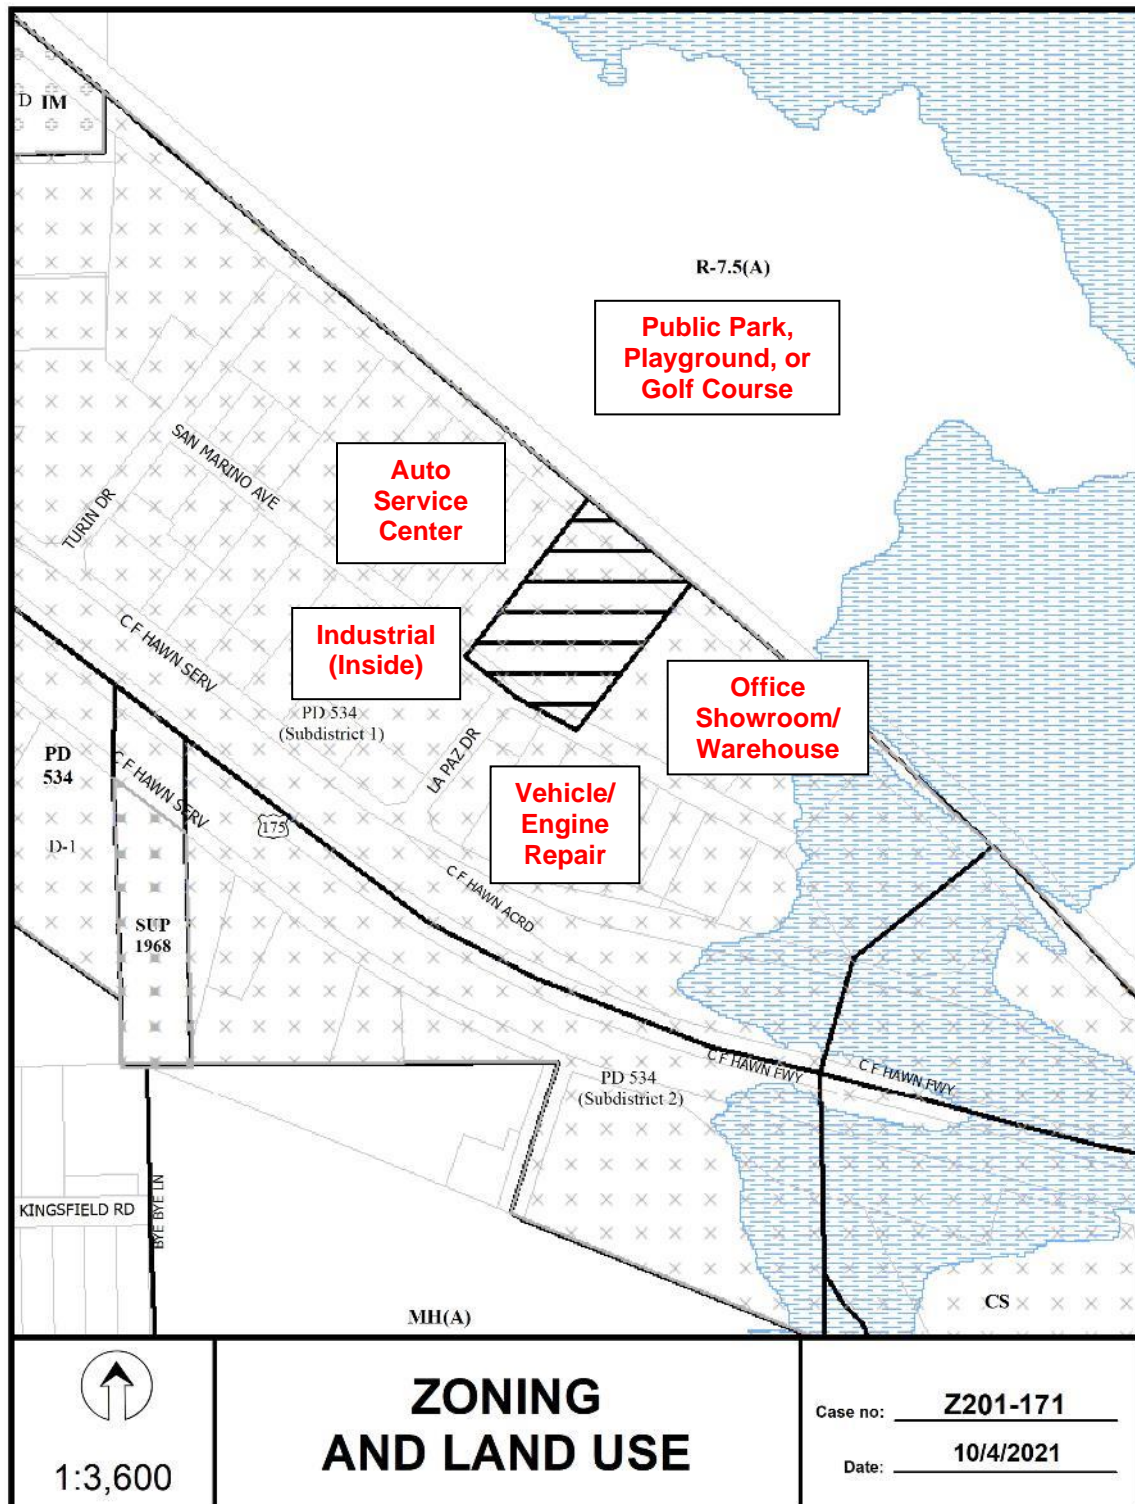 D IM
R-7.5(A)
Public Park,
Playground, or
Golf Course
SAN MARINO AVE
Auto
Service
Center
TURIN DR
C F HAWN SERV
Industrial
(Inside)
PD 534
(Subdistrict 1)
Office
Showroom/
Warehouse
LA PAZ DR
PD
534
C F HAWN SERV
175
Vehicle/
Engine
Repair
D-1
C F HAWN ACRD
SUP
1968
C F HAWN FWY
C F HAWN FWY
PD 534
(Subdistrict 2)
KINGSFIELD RD
BYE BYE LN
MH(A)
CS
1:3,600
ZONING
AND LAND USE
Case no: Z201-171
Date: 10/4/2021